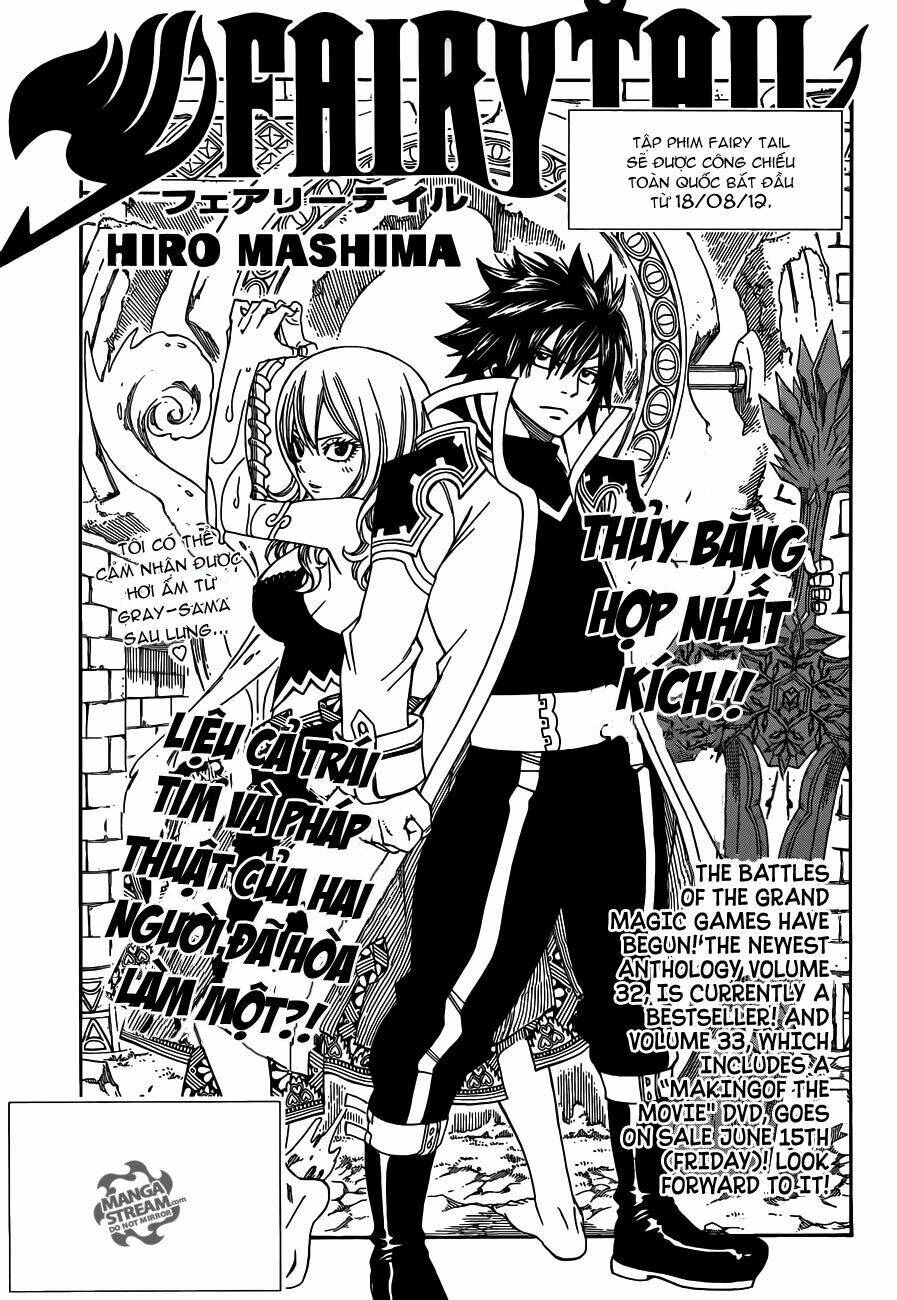 FAIRY TAIL
フェアリーテイル
HIRO MASHIMA
TẬP PHIM FAIRY TAIL
SẼ ĐƯỢC CÔNG CHIẾU
TOÀN QUỐC BẮT ĐẦU
TỪ 18/08/12.
THỦY BĂNG
HỢP NHẤT
KÍCH!!
TÔI CÓ THỂ
CẢM NHẬN ĐƯỢC
HƠI ẤM TỪ
GRAY-SAMA
SAU LƯNG...
♡
LIỆU CẢ TRÁI
TIM VÀ PHÁP
THUẬT CỦA HAI
NGƯỜI ĐÃ HÒA
LÀM MỘT?!
THE BATTLES
OF THE GRAND
MAGIC GAMES HAVE
BEGUN! THE NEWEST
ANTHOLOGY, VOLUME
32, IS CURRENTLY A
BESTSELLER! AND
VOLUME 33, WHICH
INCLUDES A
"MAKINGOF THE
MOVIE" DVD, GOES
ON SALE JUNE 15TH
(FRIDAY)! LOOK
FORWARD TO IT!
MANGA
STREAM.com
DO NOT MIRROR